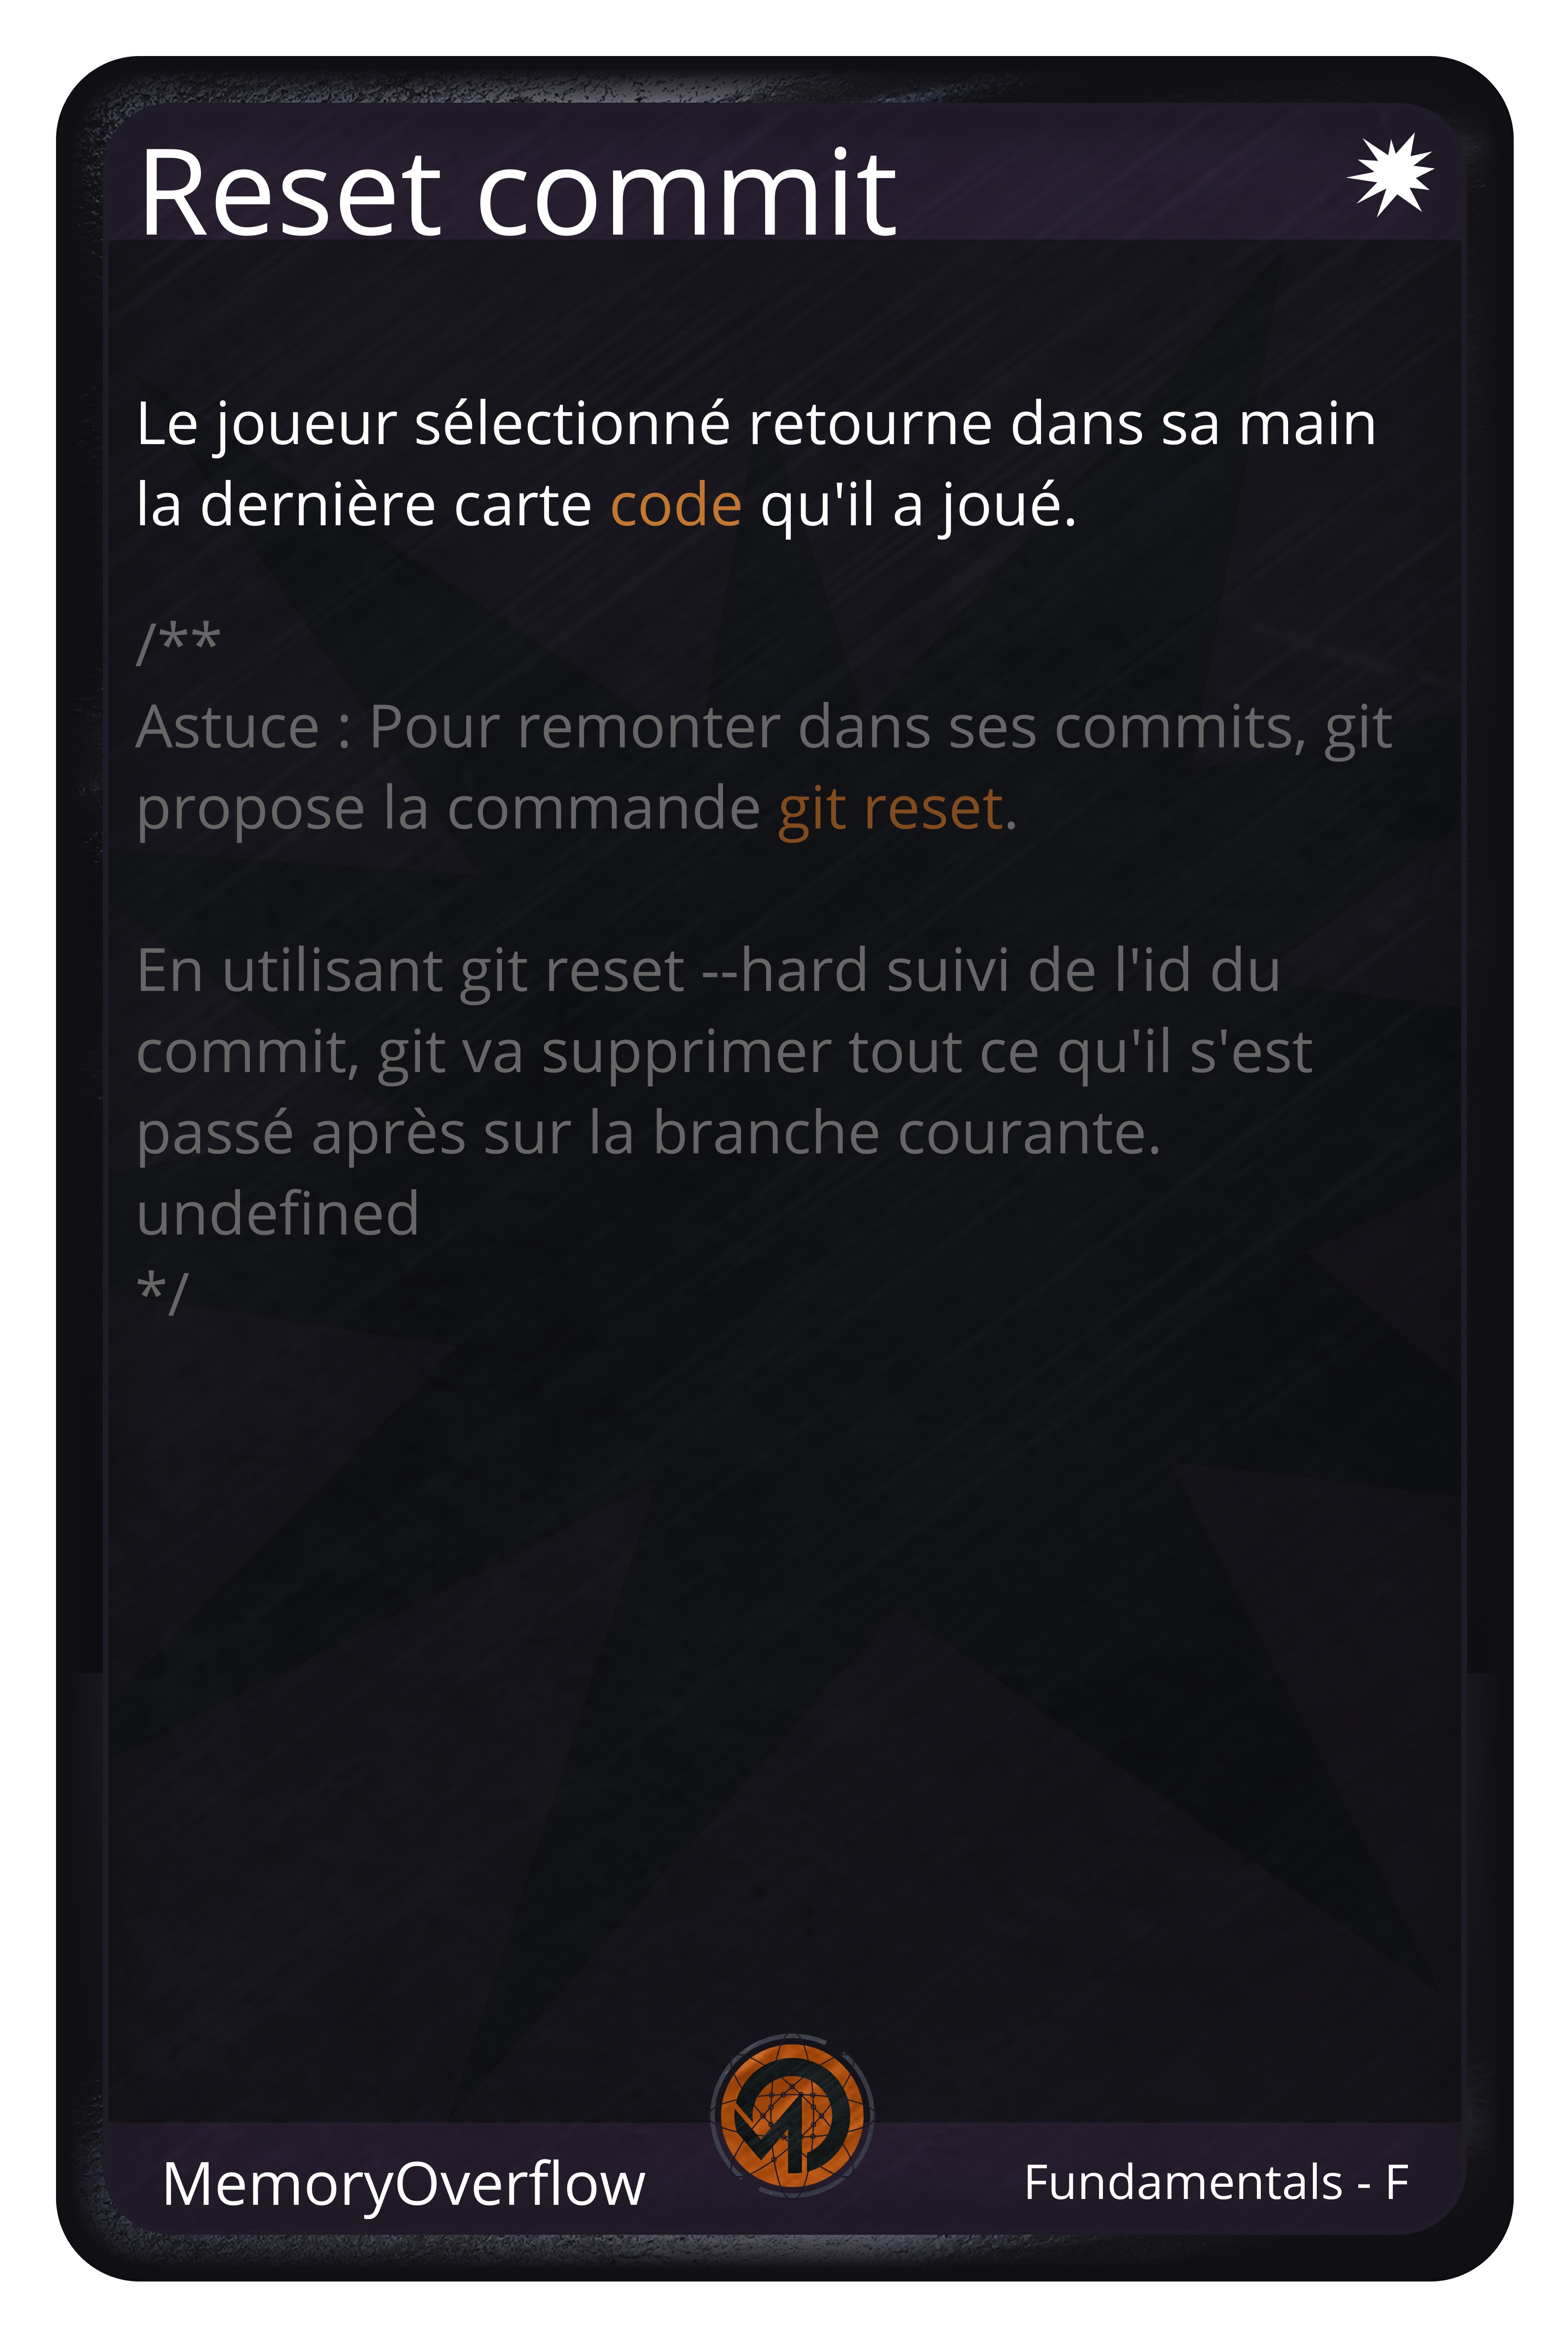 Reset commit
Le joueur sélectionné retourne dans sa main
la dernière carte code qu'il a joué.
/**
Astuce : Pour remonter dans ses commits, git
propose la commande git reset.
En utilisant git reset --hard suivi de l'id du
commit, git va supprimer tout ce qu'il s'est
passé après sur la branche courante.
undefined
*/
MemoryOverflow
Fundamentals - F